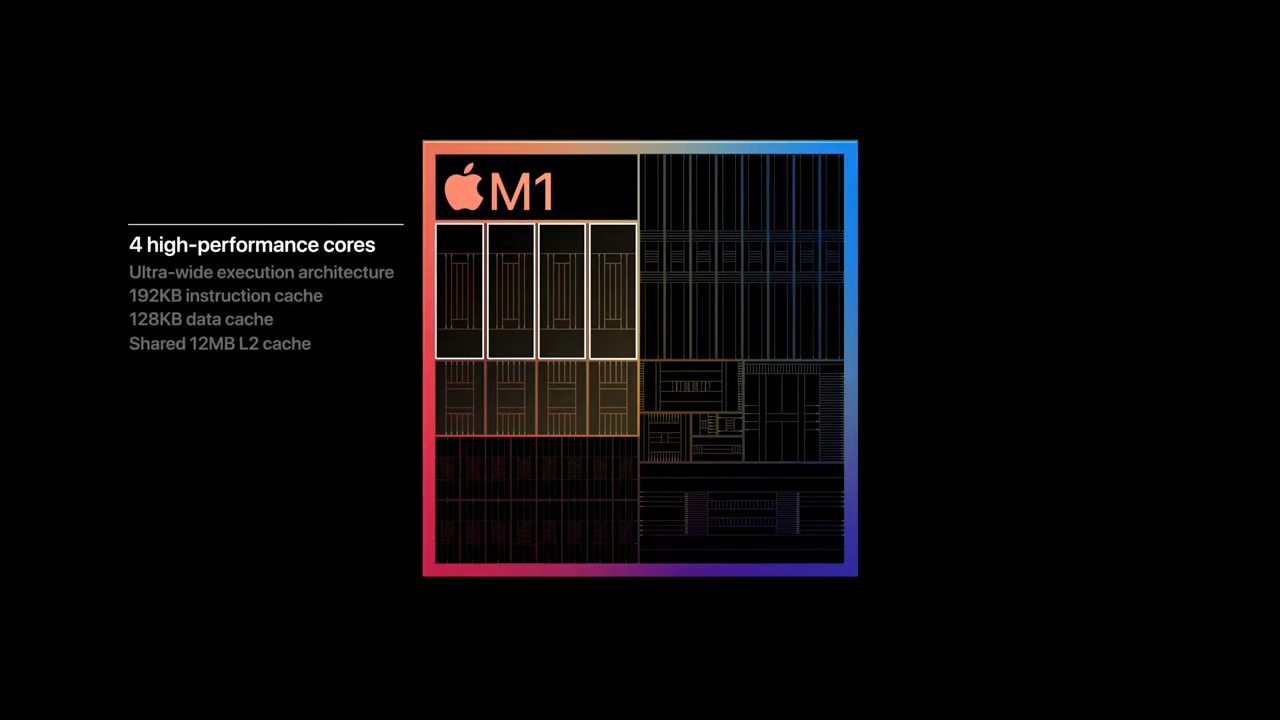 M1
4 high-performance cores
Ultra-wide execution architecture
192KB instruction cache
128KB data cache
Shared 12MB L2 cache